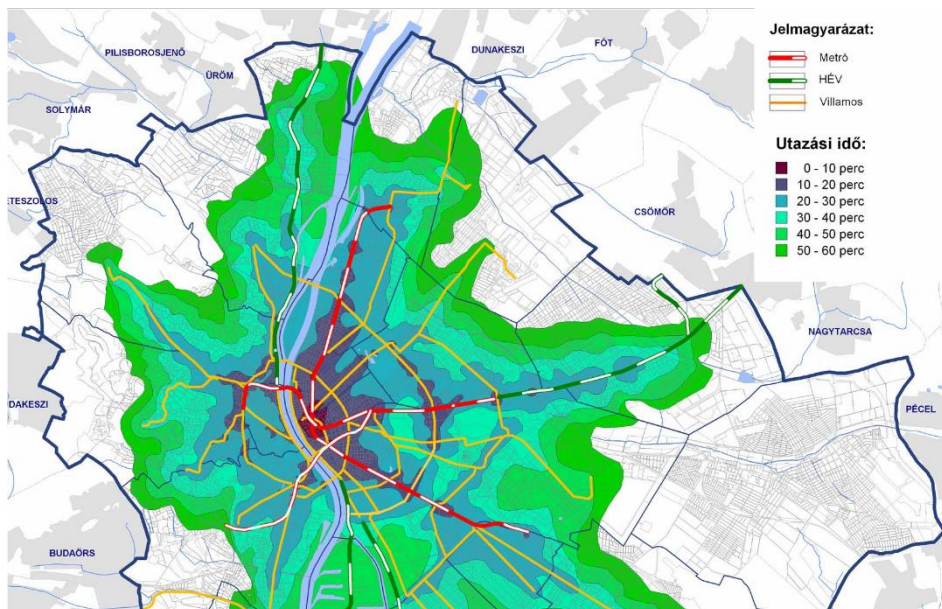 Jelmagyarázat:
Metrò
HÉV
Villamos
Utazási idő:
0 - 10 perc
10 - 20 perc
20 - 30 perc
30 - 40 perc
40 - 50 perc
50 - 60 perc
PILISBOROSJENŐ
ÜRÖM
SOLYMÁR
ETESZOLOS
DUNAKESZI
FÓT
CSÖMÖR
NAGYTARCSA
PÉCEL
DAKESZI
BUDAÖRS